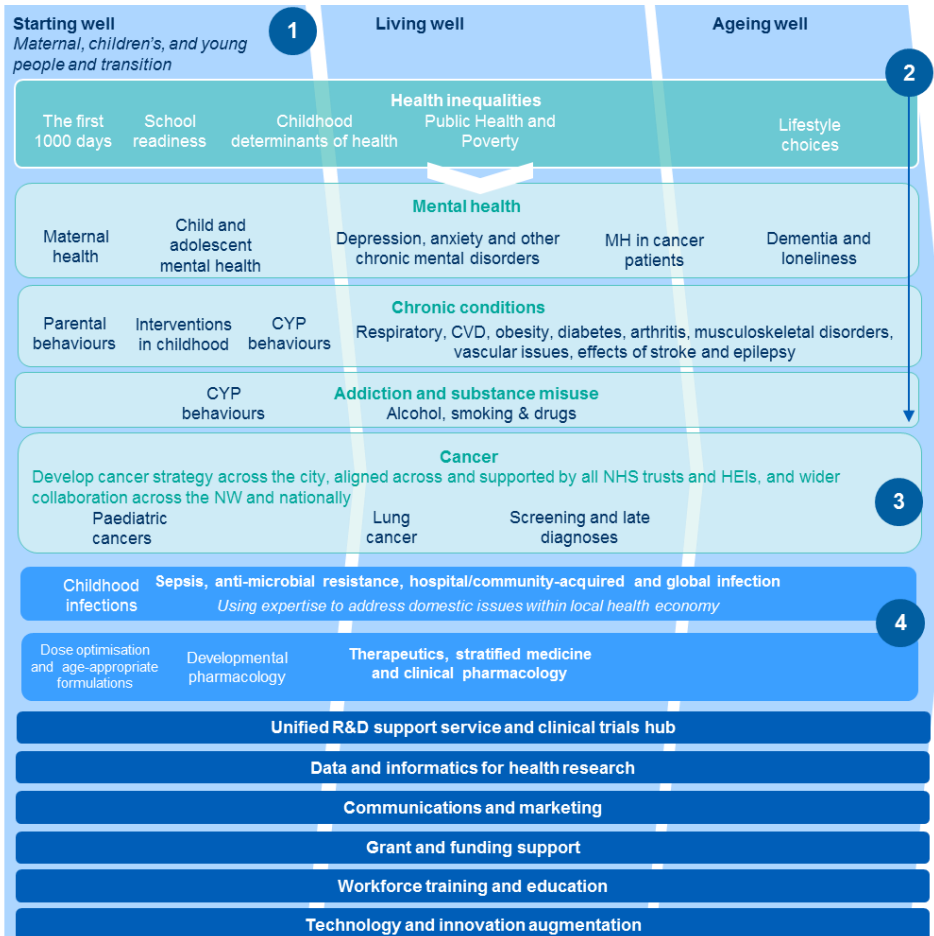 Starting well
Maternal, children's, and young
people and transition
1
Living well
Ageing well
2
Health inequalities
The first
1000 days
School
readiness
Childhood
determinants of health
Public Health and
Poverty
Lifestyle
choices
Mental health
Maternal
health
Child and
adolescent
mental health
Depression, anxiety and other
chronic mental disorders
MH in cancer
patients
Dementia and
loneliness
Chronic conditions
Parental
behaviours
Interventions
in childhood
CYP
behaviours
Respiratory, CVD, obesity, diabetes, arthritis, musculoskeletal disorders,
vascular issues, effects of stroke and epilepsy
Addiction and substance misuse
CYP
behaviours
Alcohol, smoking & drugs
Cancer
Develop cancer strategy across the city, aligned across and supported by all NHS trusts and HEIs, and wider
collaboration across the NW and nationally
3
Paediatric
cancers
Lung
cancer
Screening and late
diagnoses
Childhood
infections
Sepsis, anti-microbial resistance, hospital/community-acquired and global infection
Using expertise to address domestic issues within local health economy
4
Dose optimisation
and age-appropriate
formulations
Developmental
pharmacology
Therapeutics, stratified medicine
and clinical pharmacology
Unified R&D support service and clinical trials hub
Data and informatics for health research
Communications and marketing
Grant and funding support
Workforce training and education
Technology and innovation augmentation